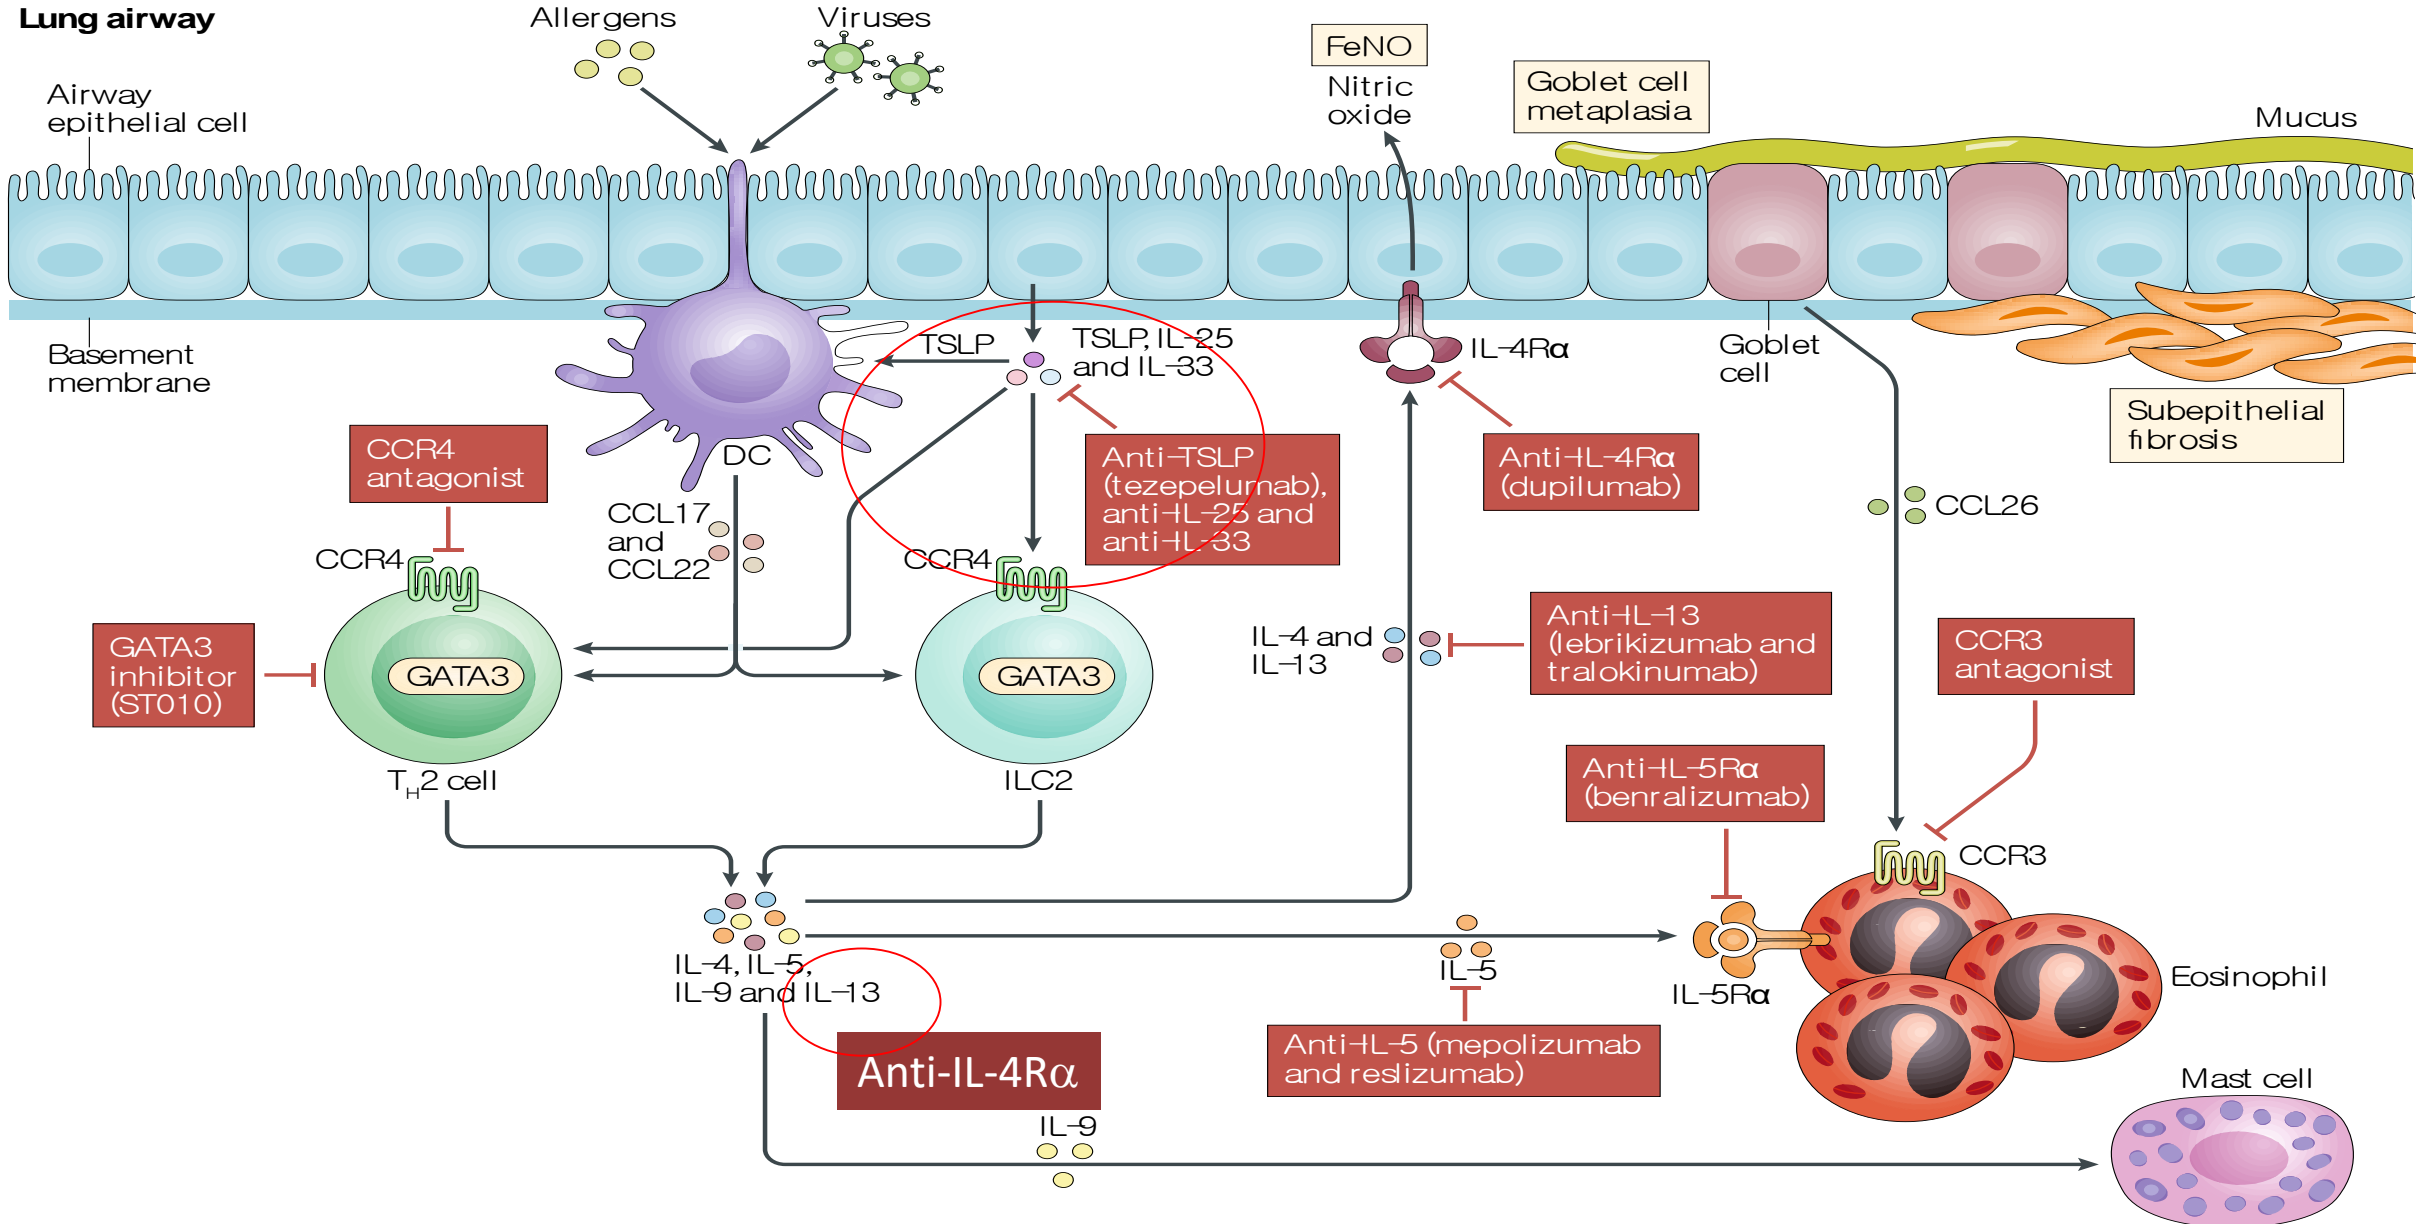 Lung airway
Allergens
Viruses
FeNO
Nitric
oxide
Goblet cell
metaplasia
Mucus
Airway
epithelial cell
Basement
membrane
TSLP
TSLP, IL-25
and IL-33
IL-4Rα
Goblet
cell
Subepithelial
fibrosis
CCR4
antagonist
DC
Anti-TSLP
(tezepelumab),
anti-IL-25 and
anti-IL-33
Anti-IL-4Rα
(dupilumab)
CCL26
CCL17
and
CCL22
CCR4
CCR4
GATA3
inhibitor
(ST010)
GATA3
GATA3
IL-4 and
IL-13
Anti-IL-13
(lebrikizumab and
tralokinumab)
CCR3
antagonist
TH2 cell
ILC2
Anti-IL-5Rα
(benralizumab)
CCR3
IL-4, IL-5,
IL-9 and IL-13
IL-5
IL-5Rα
Eosinophil
Anti-IL-4Rα
Anti-IL-5 (mepolizumab
and reslizumab)
Mast cell
IL-9